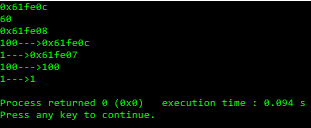 0x61fe0c
60
0x61fe08
100--->0x61fe0c
1--->0x61fe07
100--->100
1--->1
Process returned 0 (0x0)   execution time : 0.094 s
Press any key to continue.